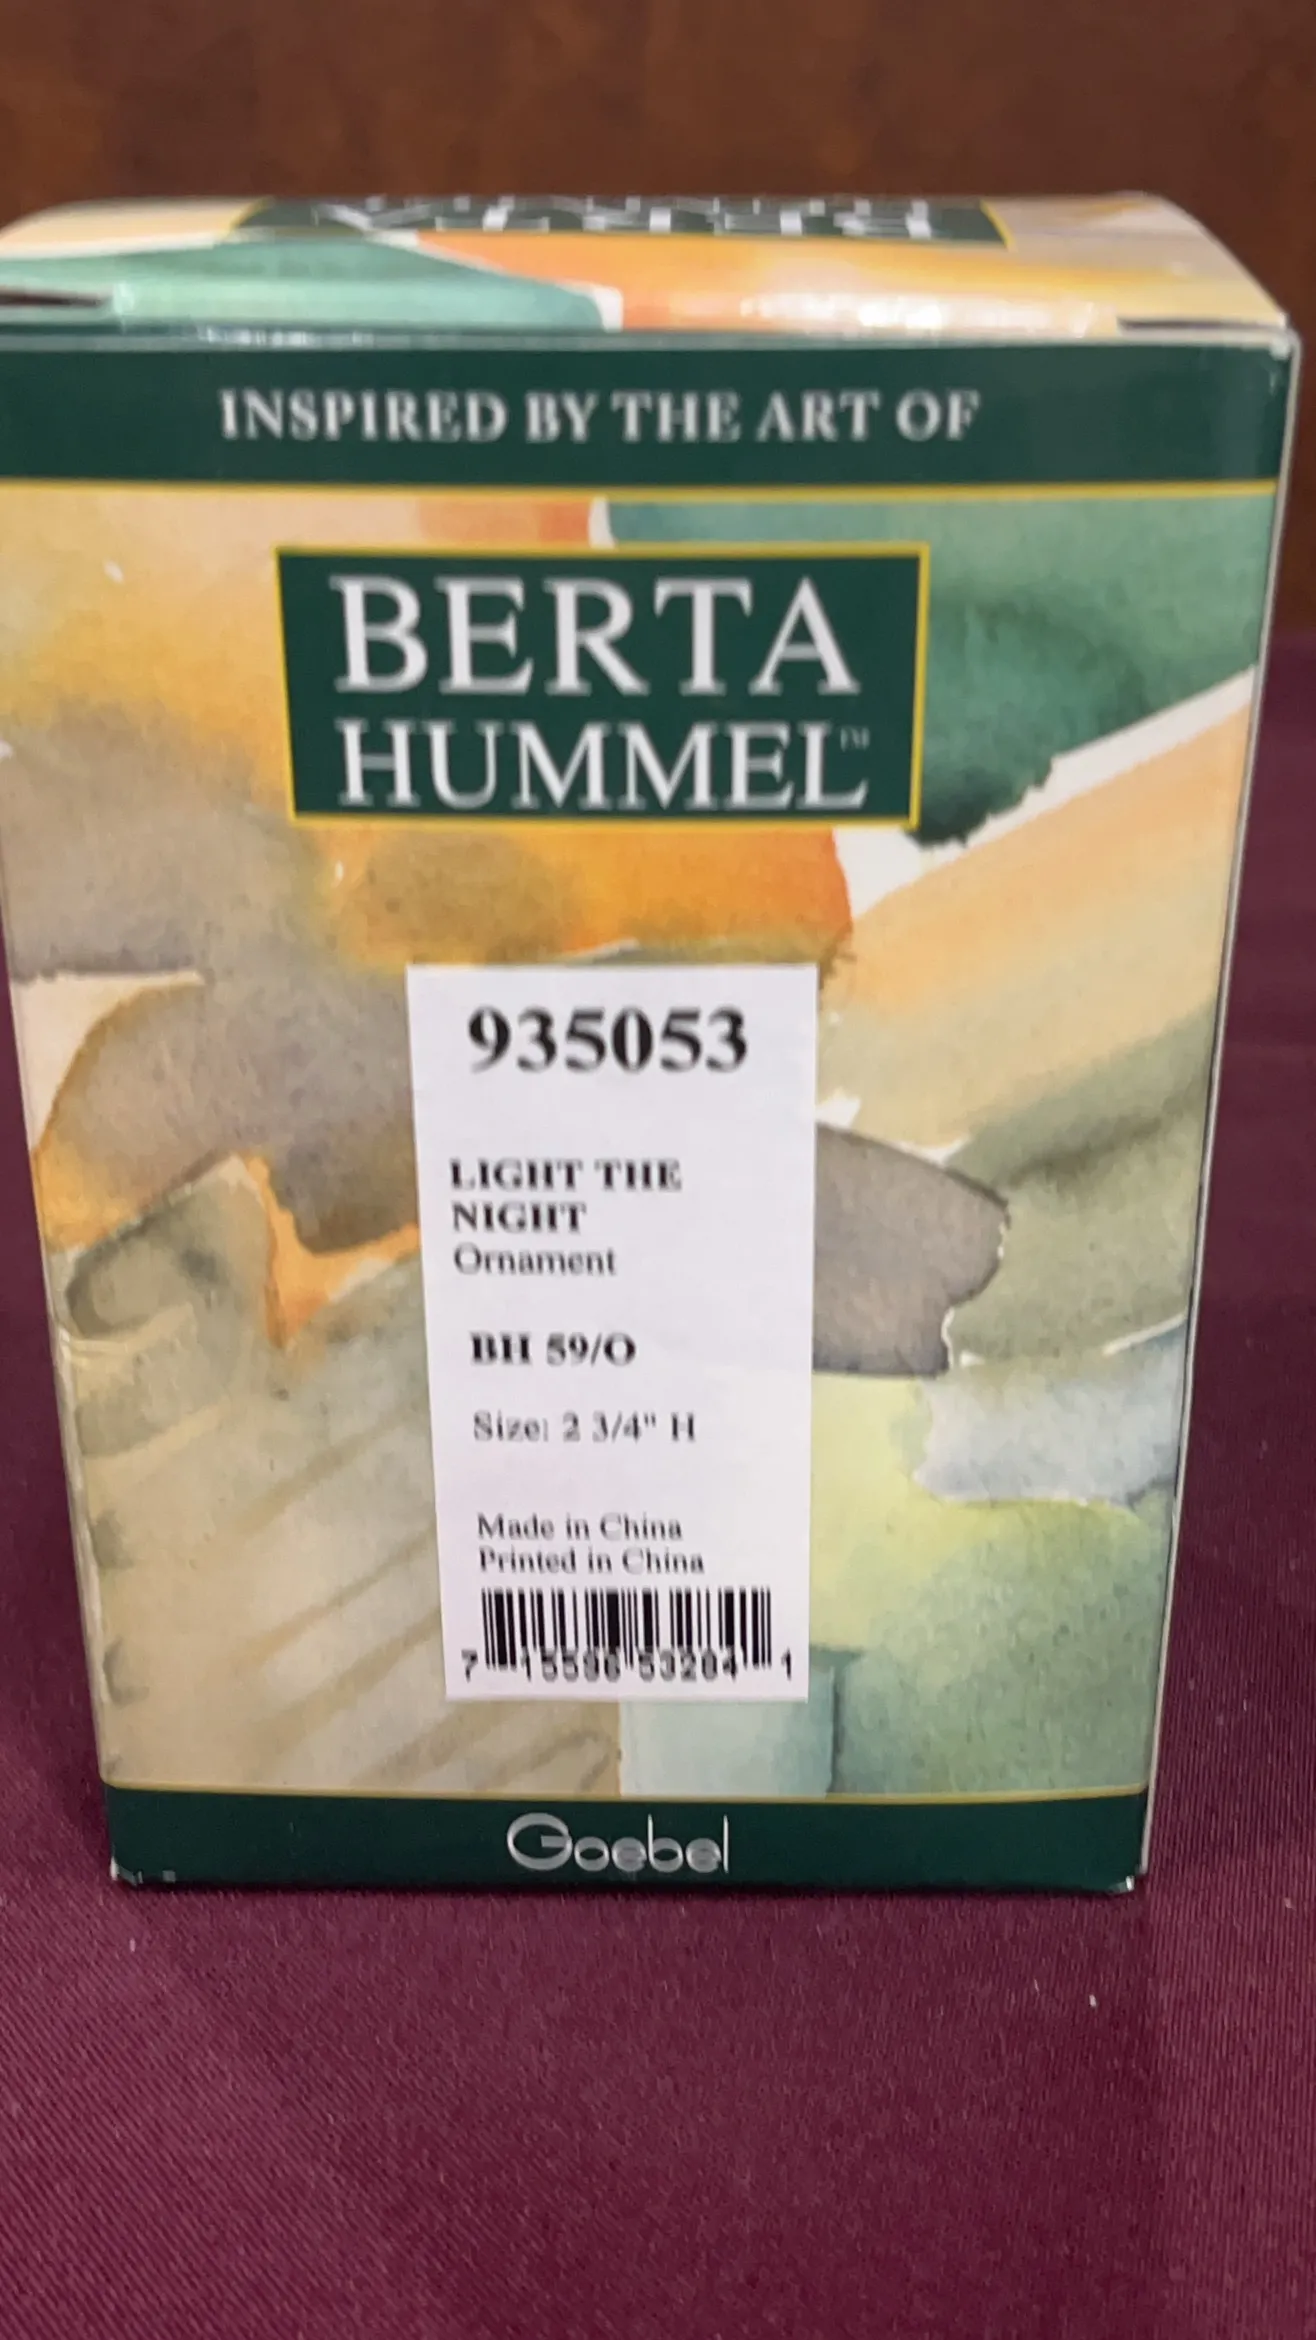 INSPIRED BY THE ART OF
BERTA
HUMMEL™
935053
LIGHT THE
NIGHT
Ornament
BH 59/O
Size: 2 3/4" H
Made in China
Printed in China
Goebel